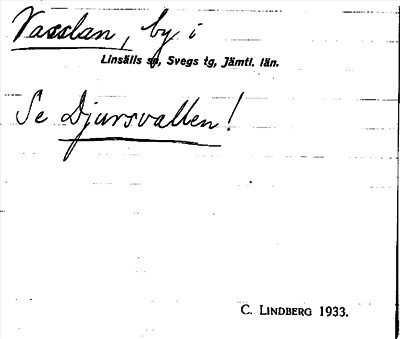 Vasslan, by i
Linsälls sn, Svegs tg, Jämtl. län.
Se Djursvallen!
C. LINDBERG 1933.